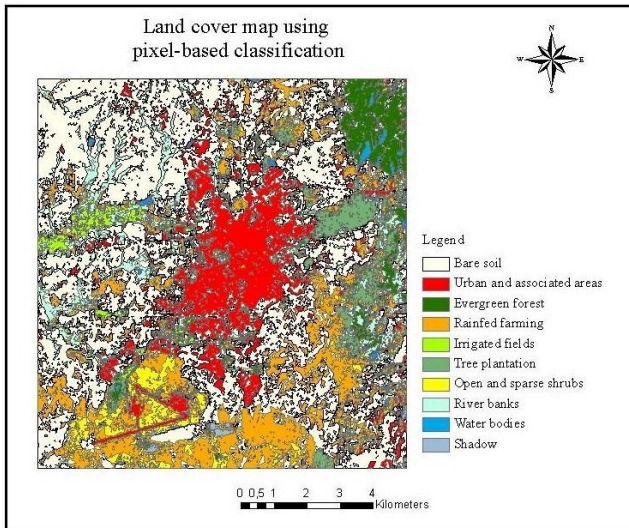 Land cover map using
pixel-based classification
N
W E
S
Legend
Bare soil
Urban and associated areas
Evergreen forest
Rainfed farming
Irrigated fields
Tree plantation
Open and sparse shrubs
River banks
Water bodies
Shadow
0 0,5 1 2 3 4
Kilometers